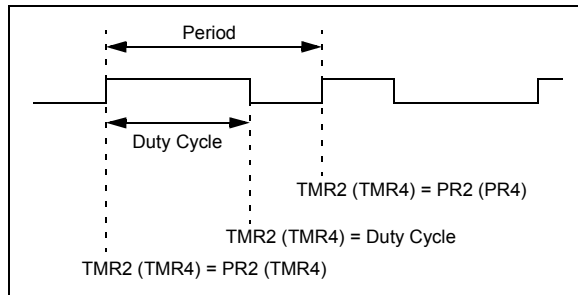 Period
Duty Cycle
TMR2 (TMR4) = PR2 (PR4)
TMR2 (TMR4) = Duty Cycle
TMR2 (TMR4) = PR2 (TMR4)